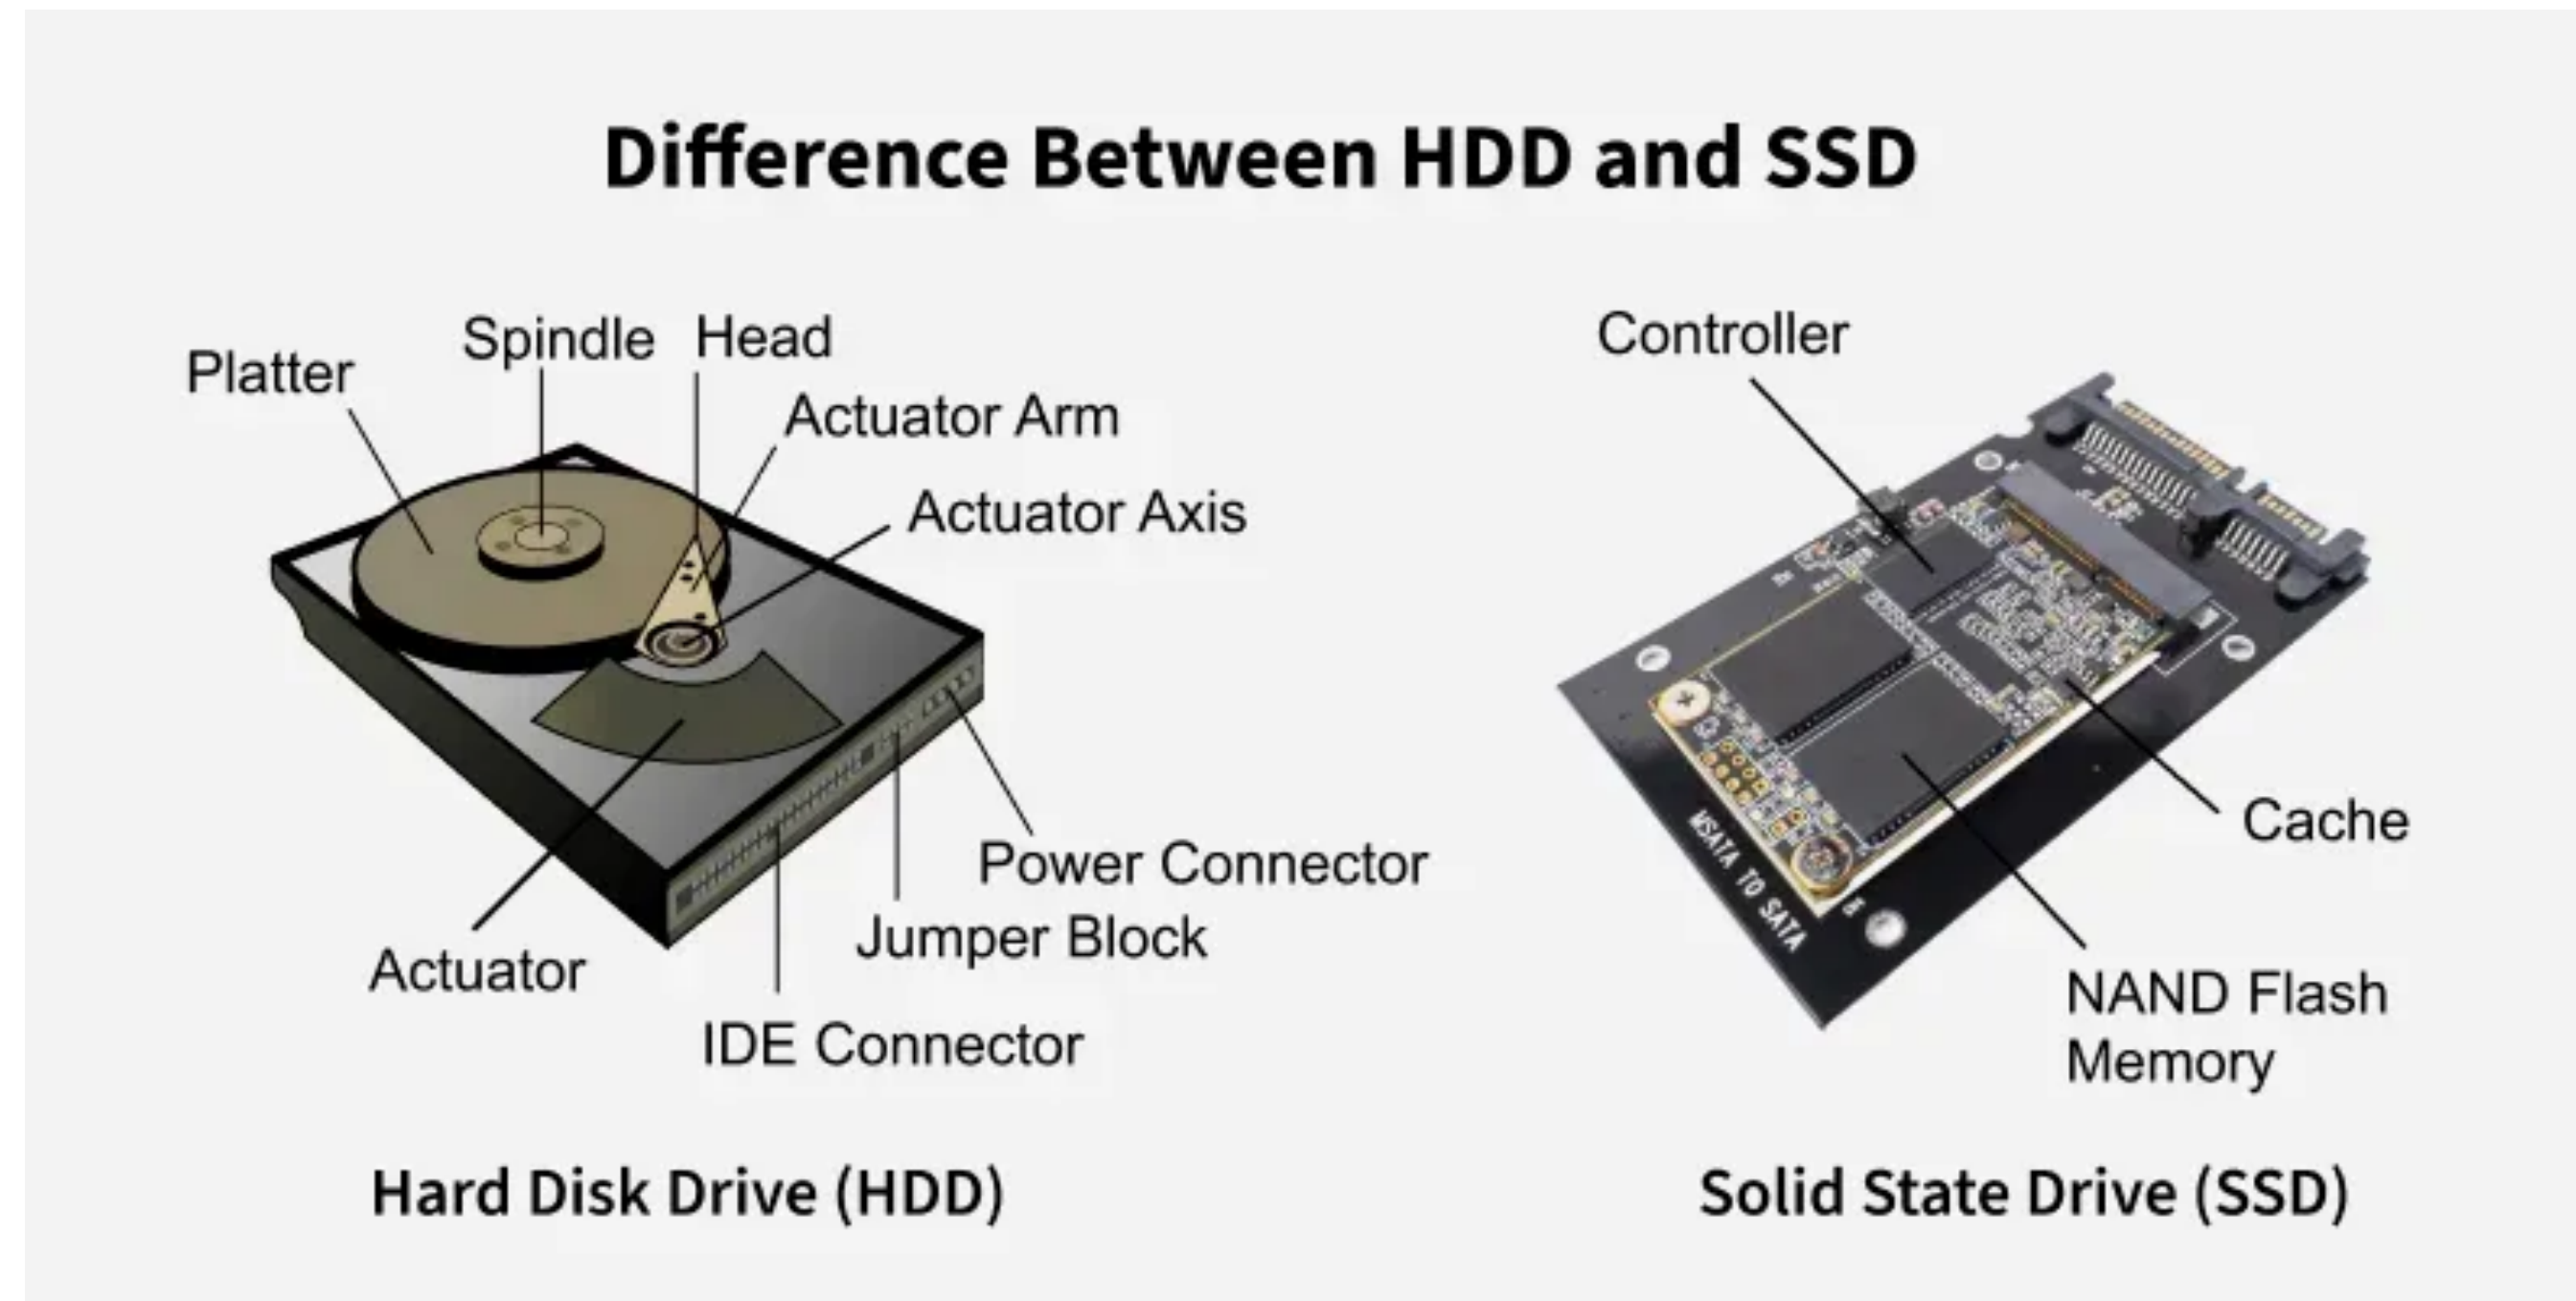 Difference Between HDD and SSD
Platter
Spindle
Head
Actuator Arm
Actuator Axis
Power Connector
Jumper Block
Actuator
IDE Connector
Hard Disk Drive (HDD)
Controller
MSATA TO SATA
Cache
NAND Flash
Memory
Solid State Drive (SSD)